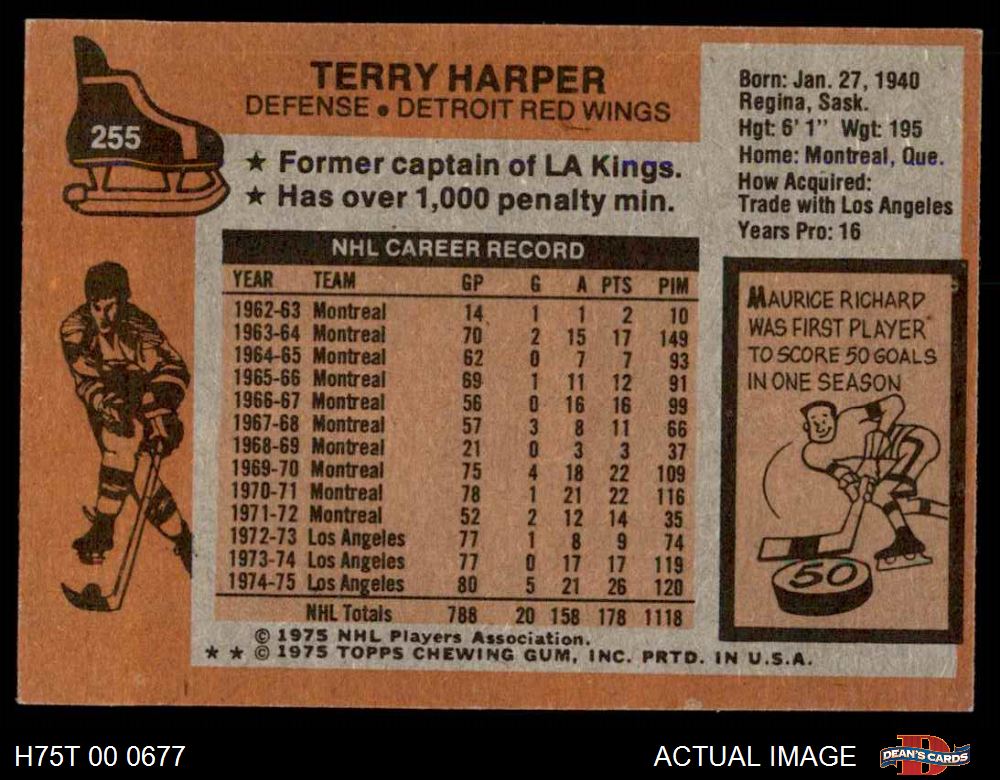 255
TERRY HARPER
DEFENSE • DETROIT RED WINGS
★ Former captain of LA Kings.
★ Has over 1,000 penalty min.
Born: Jan. 27, 1940
Regina, Sask.
Hgt: 6' 1" Wgt: 195
Home: Montreal, Que.
How Acquired:
Trade with Los Angeles
Years Pro: 16
NHL CAREER RECORD
YEAR TEAM GP G A PTS PIM
1962-63 Montreal 14 1 1 2 10
1963-64 Montreal 70 2 15 17 149
1964-65 Montreal 62 0 7 7 93
1965-66 Montreal 69 1 11 12 91
1966-67 Montreal 56 0 16 16 99
1967-68 Montreal 57 3 8 11 66
1968-69 Montreal 21 0 3 3 37
1969-70 Montreal 75 4 18 22 109
1970-71 Montreal 78 1 21 22 116
1971-72 Montreal 52 2 12 14 35
1972-73 Los Angeles 77 1 8 9 74
1973-74 Los Angeles 77 0 17 17 119
1974-75 Los Angeles 80 5 21 26 120
NHL Totals 788 20 158 178 1118
© 1975 NHL Players Association.
★ ★ © 1975 TOPPS CHEWING GUM, INC. PRTD. IN U.S.A.
MAURICE RICHARD
WAS FIRST PLAYER
TO SCORE 50 GOALS
IN ONE SEASON
50
H75T 00 0677
ACTUAL IMAGE
DEAN'S CARDS